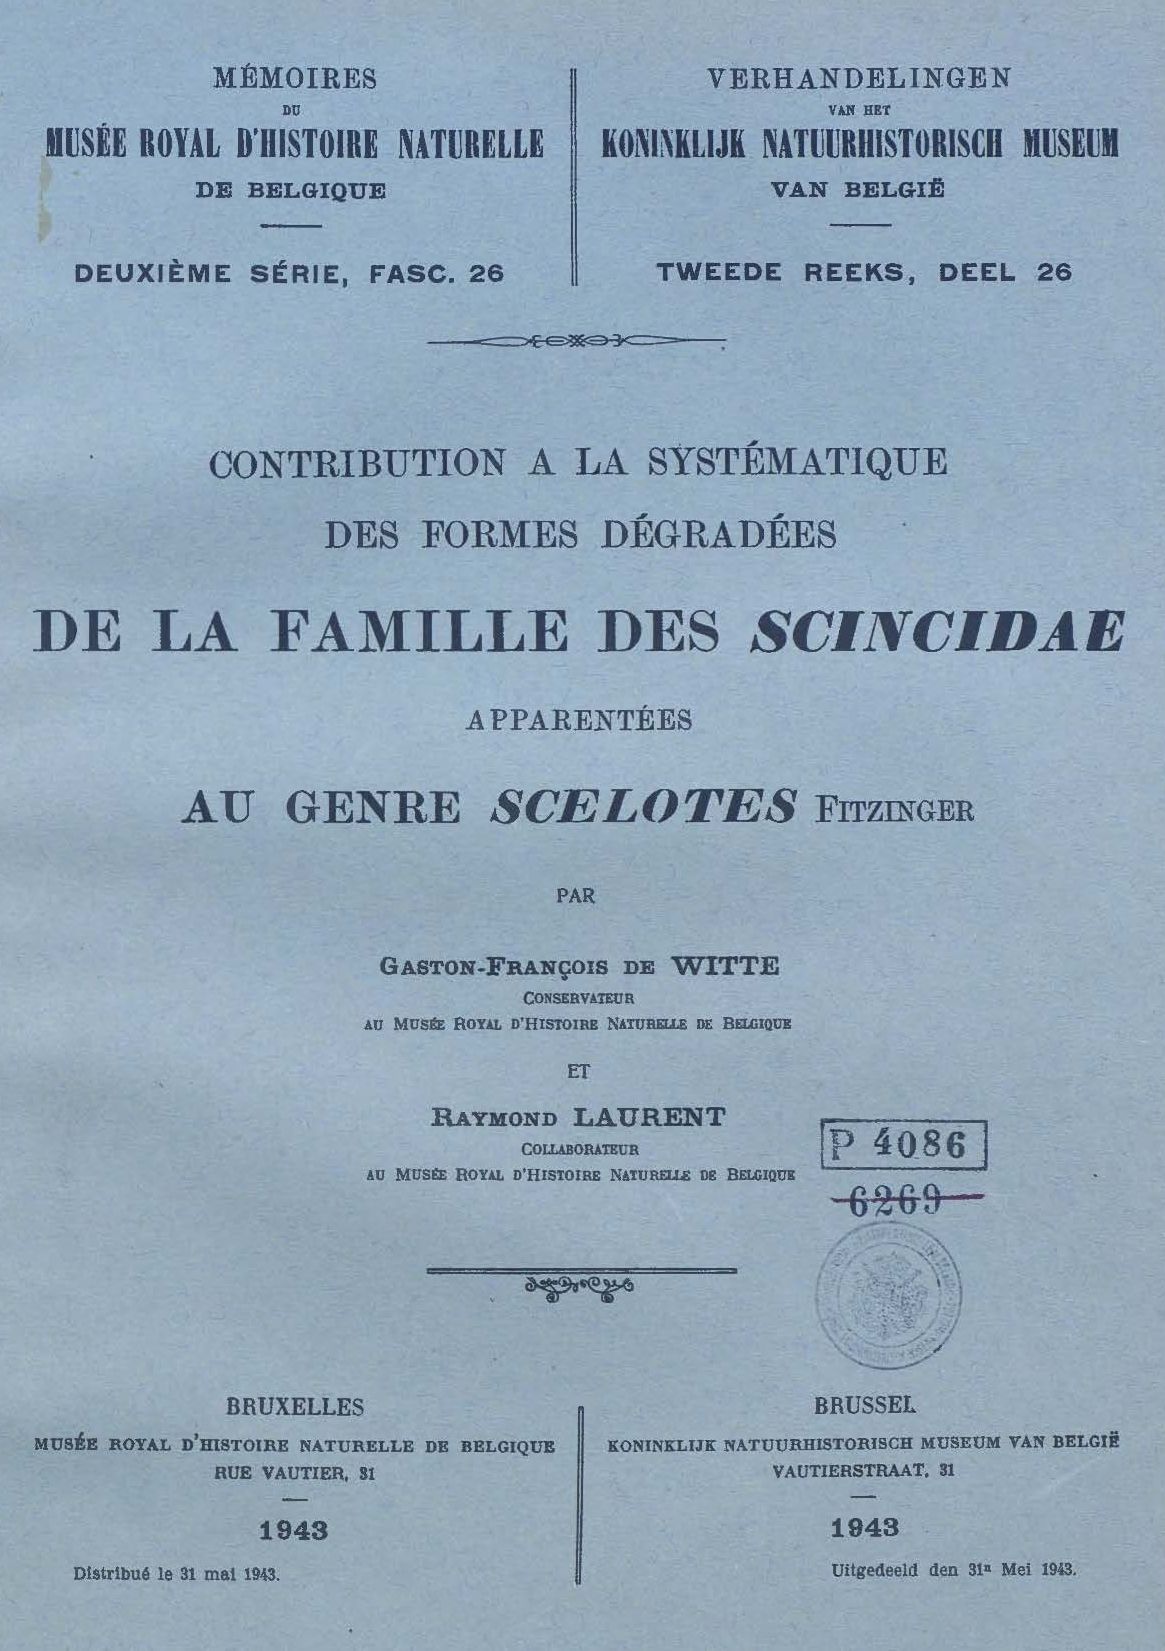 MÉMOIRES
DU
MUSÉE ROYAL D'HISTOIRE NATURELLE
DE BELGIQUE
DEUXIÈME SÉRIE, FASC. 26
VERHANDELINGEN
VAN HET
KONINKLIJK NATUURHISTORISCH MUSEUM
VAN BELGIË
TWEEDE REEKS, DEEL 26
CONTRIBUTION A LA SYSTÉMATIQUE
DES FORMES DÉGRADÉES
DE LA FAMILLE DES SCINCIDAE
APPARENTÉES
AU GENRE SCELOTES FITZINGER
PAR
GASTON-FRANÇOIS DE WITTE
CONSERVATEUR
AU MUSÉE ROYAL D'HISTOIRE NATURELLE DE BELGIQUE
ET
RAYMOND LAURENT
COLLABORATEUR
AU MUSÉE ROYAL D'HISTOIRE NATURELLE DE BELGIQUE
P 4086
6269
BRUXELLES
MUSÉE ROYAL D'HISTOIRE NATURELLE DE BELGIQUE
RUE VAUTIER, 31
1943
Distribué le 31 mai 1943.
BRUSSEL
KONINKLIJK NATUURHISTORISCH MUSEUM VAN BELGIË
VAUTIERSTRAAT, 31
1943
Uitgedeeld den 31n Mei 1943.